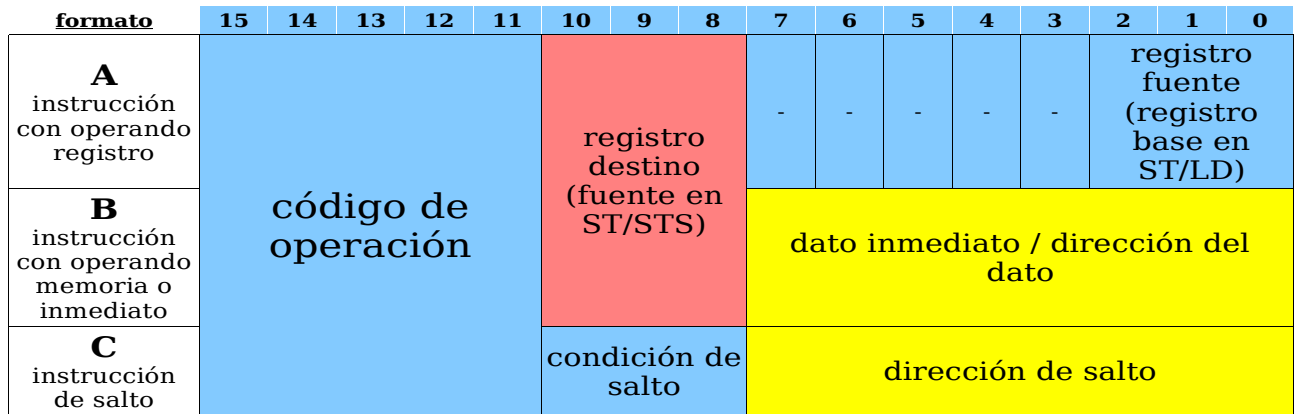 formato 15 14 13 12 11 10 9 8 7 6 5 4 3 2 1 0
A
instrucción
con operando
registro
código de
operación
registro
destino
(fuente en
ST/STS)
- - - - -
registro
fuente
(registro
base en
ST/LD)
B
instrucción
con operando
memoria o
inmediato
dato inmediato / dirección del
dato
C
instrucción
de salto
condición de
salto
dirección de salto